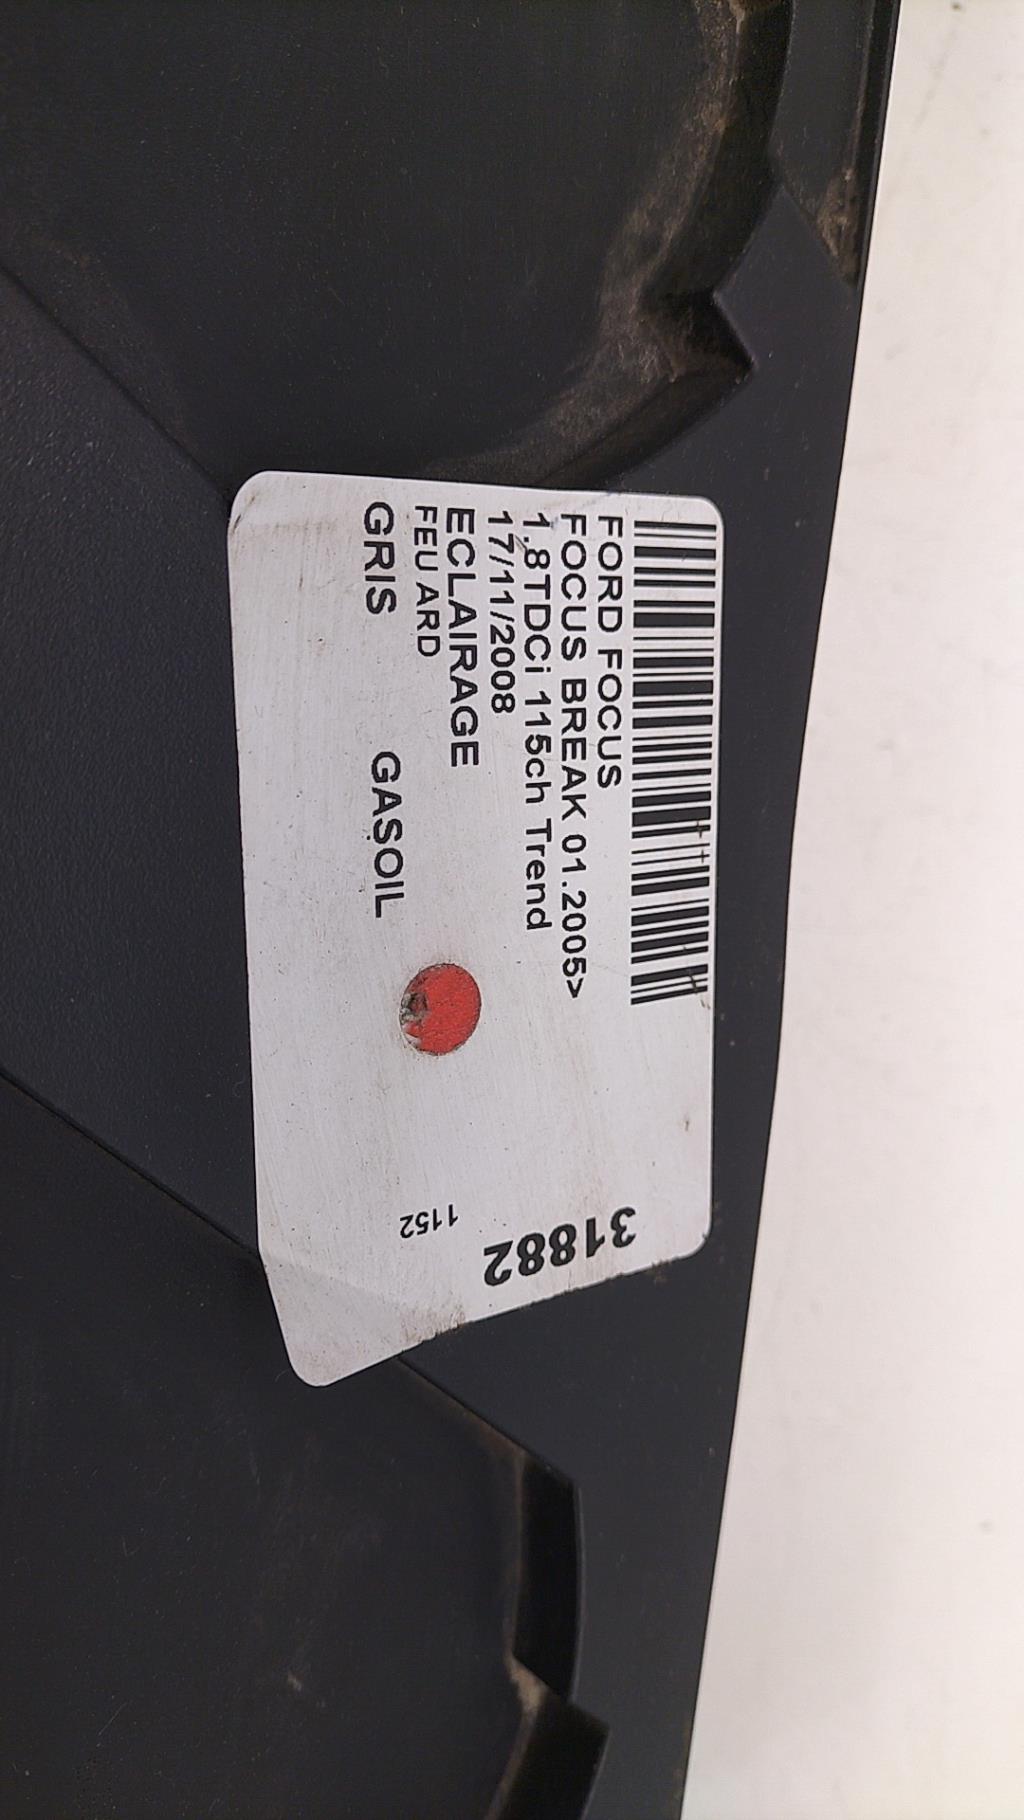 FORD FOCUS
FOCUS BREAK 01.2005>
1.8TDCi 115ch Trend
17/11/2008
ECLAIRAGE
FEU ARD
GRIS GASOIL
31882
1152